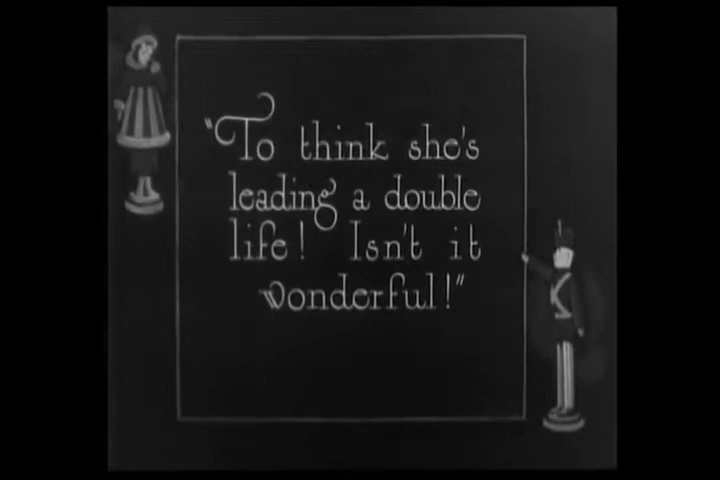 "To think she's
leading a double
life! Isn't it
wonderful!"